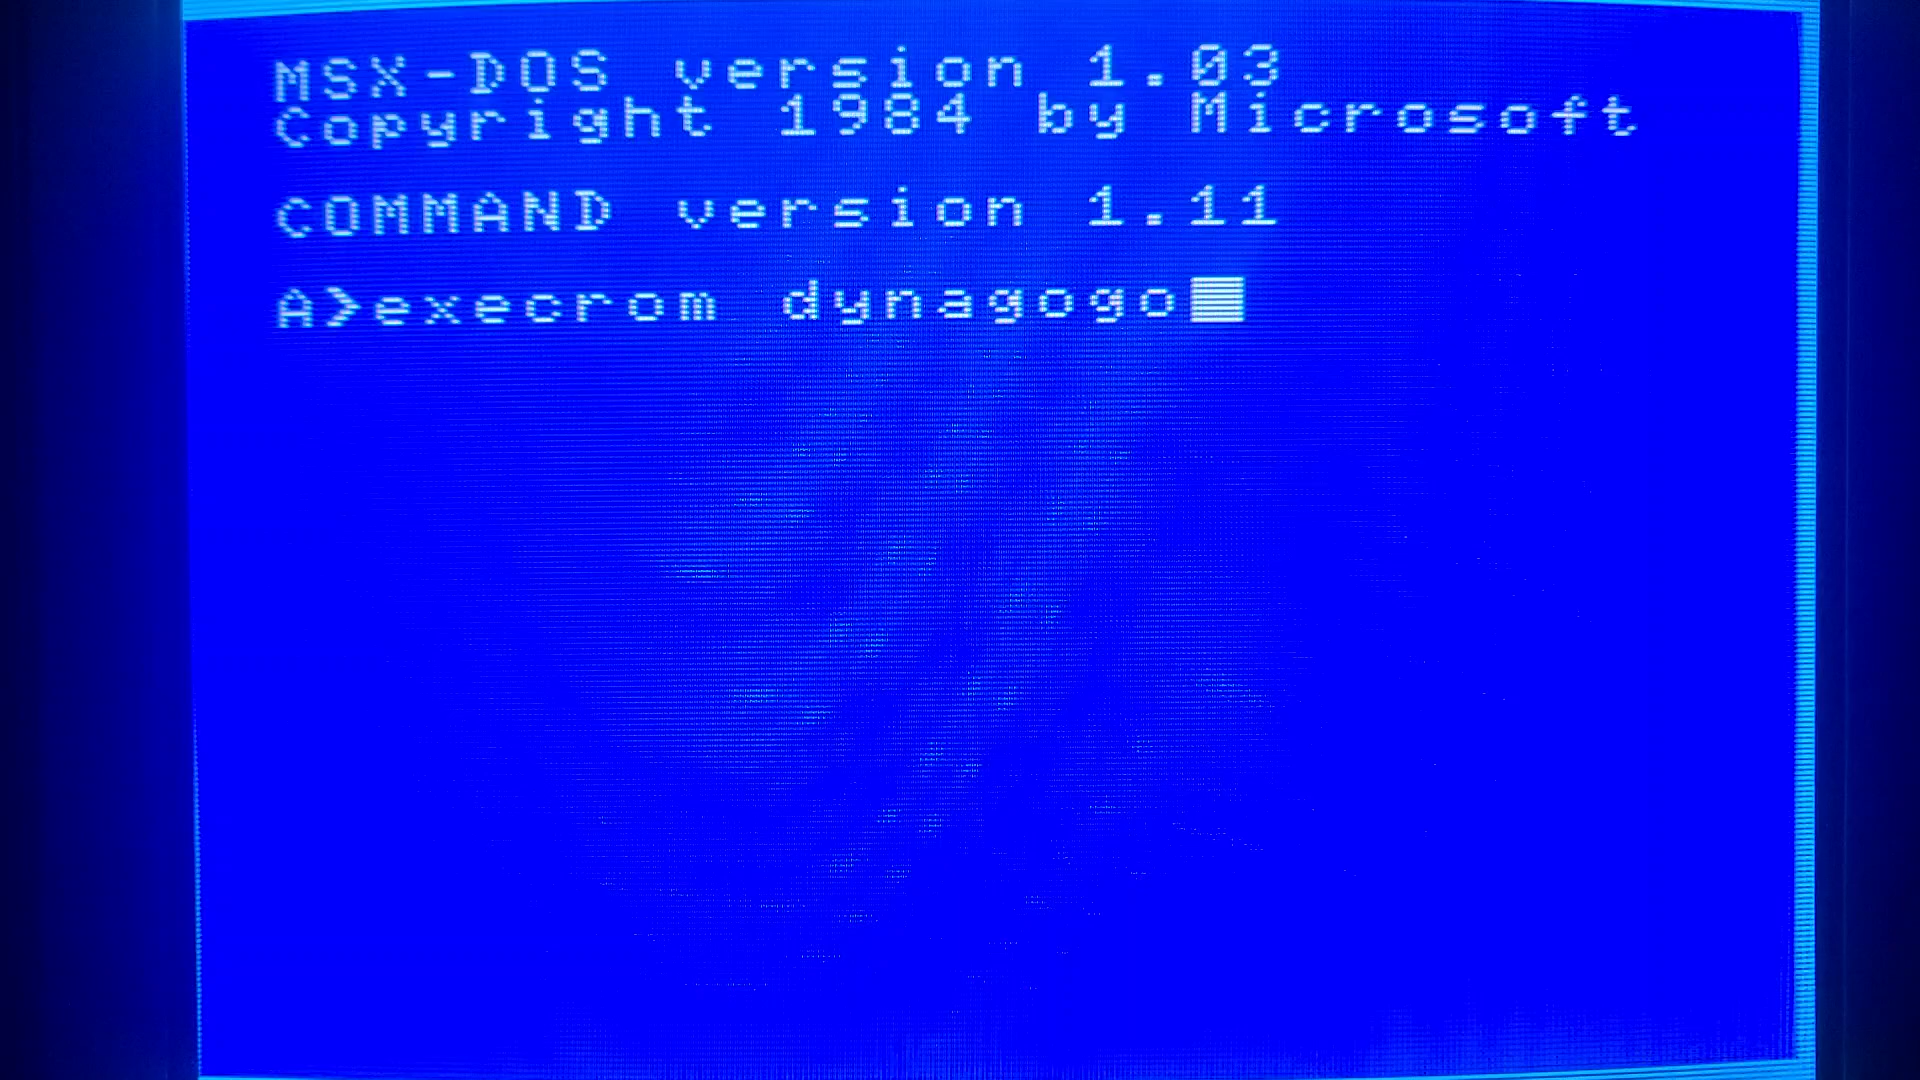 MSX-DOS version 1.03
Copyright 1984 by Microsoft
COMMAND version 1.11
A>execrom dynagogo